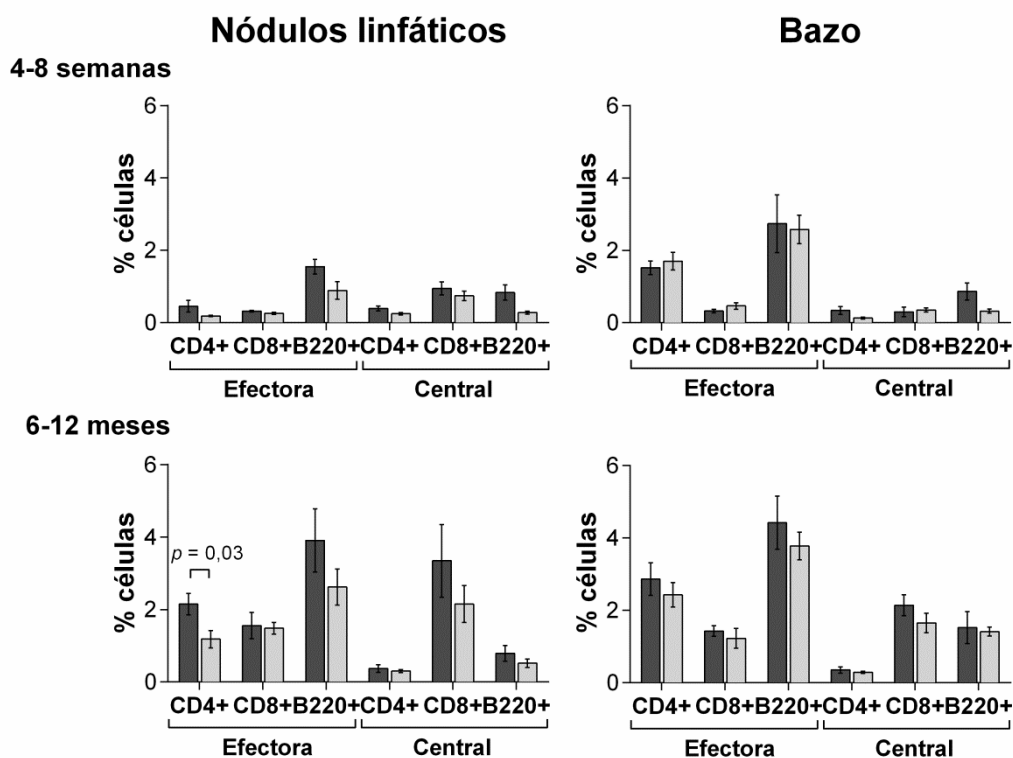 Nódulos linfáticos
Bazo
4-8 semanas
% células
6
4
2
0
CD4+ CD8+ B220+ CD4+ CD8+ B220+
Efectora Central
% células
6
4
2
0
CD4+ CD8+ B220+ CD4+ CD8+ B220+
Efectora Central
6-12 meses
% células
6
4
2
0
p = 0,03
CD4+ CD8+ B220+ CD4+ CD8+ B220+
Efectora Central
% células
6
4
2
0
CD4+ CD8+ B220+ CD4+ CD8+ B220+
Efectora Central